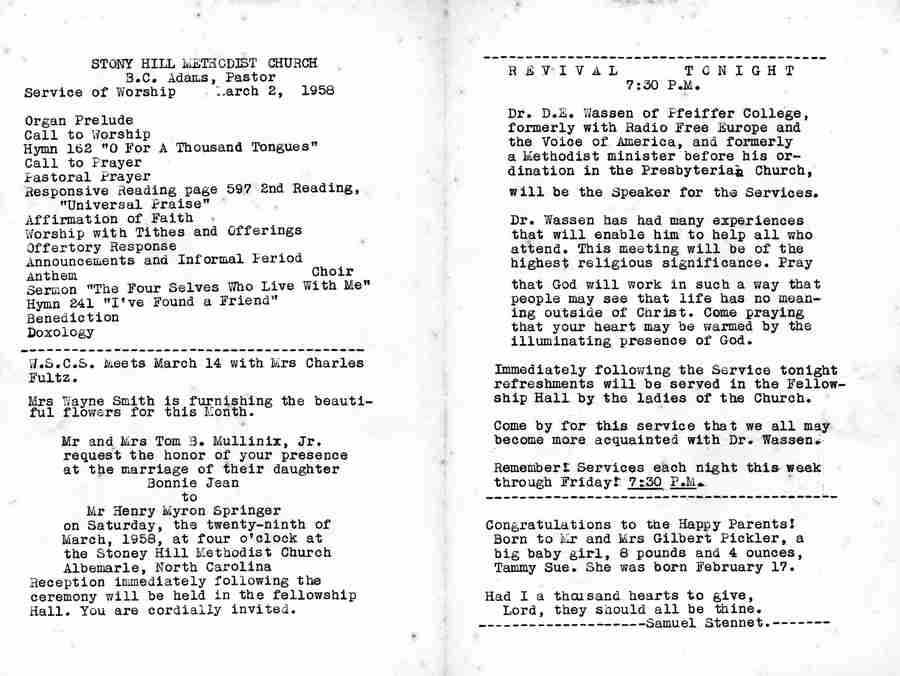 STONY HILL METHODIST CHURCH
B.C. Adams, Pastor
Service of Worship March 2, 1958
Organ Prelude
Call to Worship
Hymn 162 "O For A Thousand Tongues"
Call to Prayer
Pastoral Prayer
Responsive Reading page 597 2nd Reading,
"Universal Praise"
Affirmation of Faith
Worship with Tithes and Offerings
Offertory Response
Announcements and Informal Period
Anthem Choir
Sermon "The Four Selves Who Live With Me"
Hymn 241 "I've Found a Friend"
Benediction
Doxology
W.S.C.S. Meets March 14 with Mrs Charles
Fultz.
Mrs Wayne Smith is furnishing the beauti-
ful flowers for this Month.
Mr and Mrs Tom B. Mullinix, Jr.
request the honor of your presence
at the marriage of their daughter
Bonnie Jean
to
Mr Henry Myron Springer
on Saturday, the twenty-ninth of
March, 1958, at four o'clock at
the Stoney Hill Methodist Church
Albemarle, North Carolina
Reception immediately following the
ceremony will be held in the fellowship
Hall. You are cordially invited.
REVIVAL TONIGHT
7:30 P.M.
Dr. D.E. Wassen of Pfeiffer College,
formerly with Radio Free Europe and
the Voice of America, and formerly
a Methodist minister before his or-
dination in the Presbyterian Church,
will be the Speaker for the Services.
Dr. Wassen has had many experiences
that will enable him to help all who
attend. This meeting will be of the
highest religious significance. Pray
that God will work in such a way that
people may see that life has no mean-
ing outside of Christ. Come praying
that your heart may be warmed by the
illuminating presence of God.
Immediately following the Service tonight
refreshments will be served in the Fellow-
ship Hall by the ladies of the Church.
Come by for this service that we all may
become more acquainted with Dr. Wassen.
Remember! Services each night this week
through Friday! 7:30 P.M.
Congratulations to the Happy Parents!
Born to Mr and Mrs Gilbert Pickler, a
big baby girl, 8 pounds and 4 ounces,
Tammy Sue. She was born February 17.
Had I a thousand hearts to give,
Lord, they should all be thine.
--------------------Samuel Stennet.-------